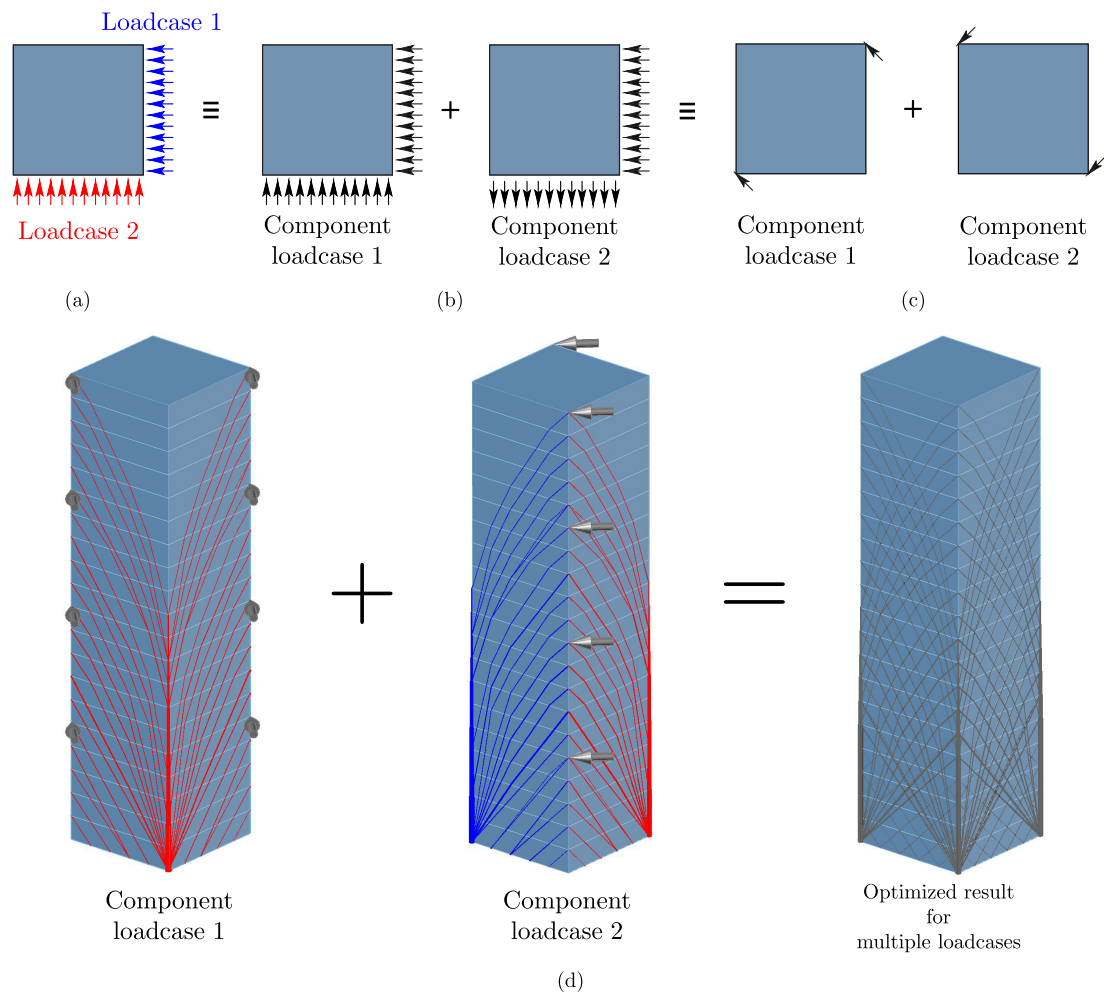 Loadcase 1
Loadcase 2
≡
Component
loadcase 1
+
Component
loadcase 2
≡
Component
loadcase 1
+
Component
loadcase 2
(a)
(b)
(c)
Component
loadcase 1
+
Component
loadcase 2
=
Optimized result
for
multiple loadcases
(d)